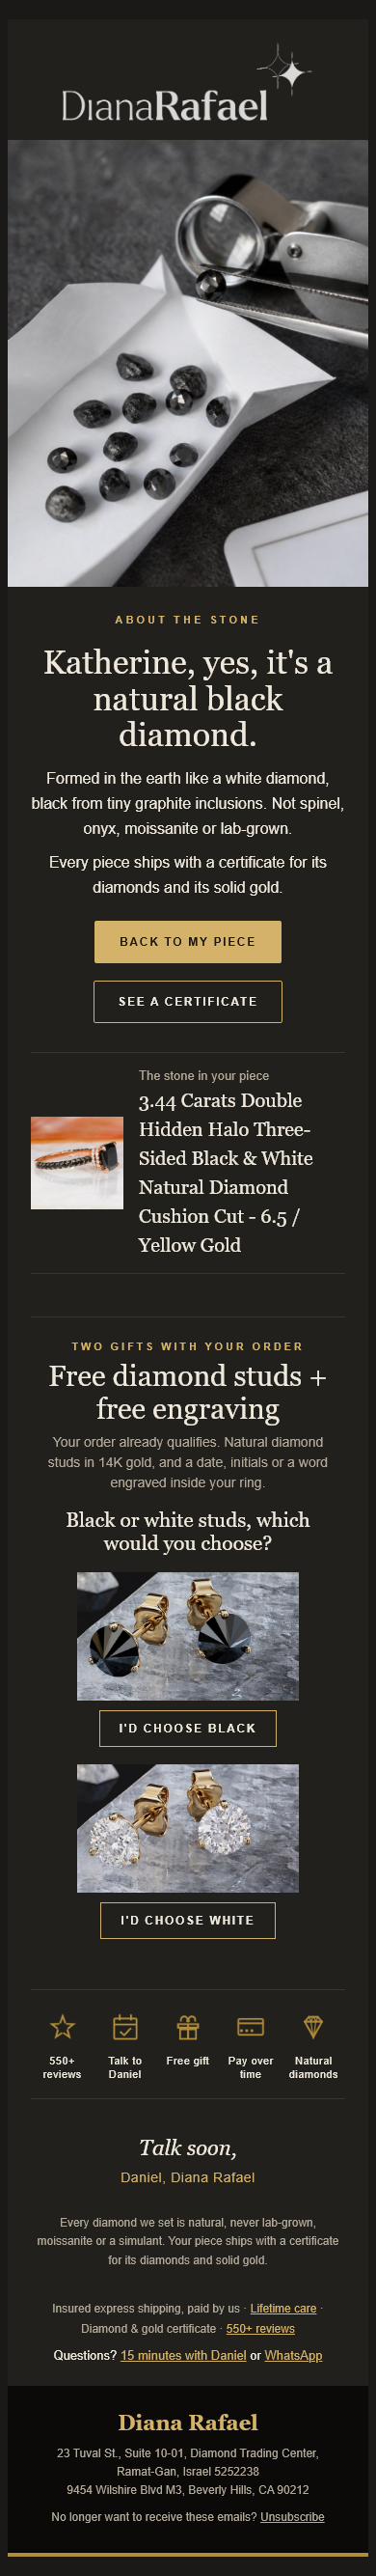 DianaRafael
ABOUT THE STONE
Katherine, yes, it's a
natural black
diamond.
Formed in the earth like a white diamond,
black from tiny graphite inclusions. Not spinel,
onyx, moissanite or lab-grown.
Every piece ships with a certificate for its
diamonds and its solid gold.
BACK TO MY PIECE
SEE A CERTIFICATE
The stone in your piece
3.44 Carats Double
Hidden Halo Three-
Sided Black & White
Natural Diamond
Cushion Cut - 6.5 /
Yellow Gold
TWO GIFTS WITH YOUR ORDER
Free diamond studs +
free engraving
Your order already qualifies. Natural diamond
studs in 14K gold, and a date, initials or a word
engraved inside your ring.
Black or white studs, which
would you choose?
I'D CHOOSE BLACK
I'D CHOOSE WHITE
550+
reviews
Talk to
Daniel
Free gift
Pay over
time
Natural
diamonds
Talk soon,
Daniel, Diana Rafael
Every diamond we set is natural, never lab-grown,
moissanite or a simulant. Your piece ships with a certificate
for its diamonds and solid gold.
Insured express shipping, paid by us · Lifetime care ·
Diamond & gold certificate · 550+ reviews
Questions? 15 minutes with Daniel or WhatsApp
Diana Rafael
23 Tuval St., Suite 10-01, Diamond Trading Center,
Ramat-Gan, Israel 5252238
9454 Wilshire Blvd M3, Beverly Hills, CA 90212
No longer want to receive these emails? Unsubscribe